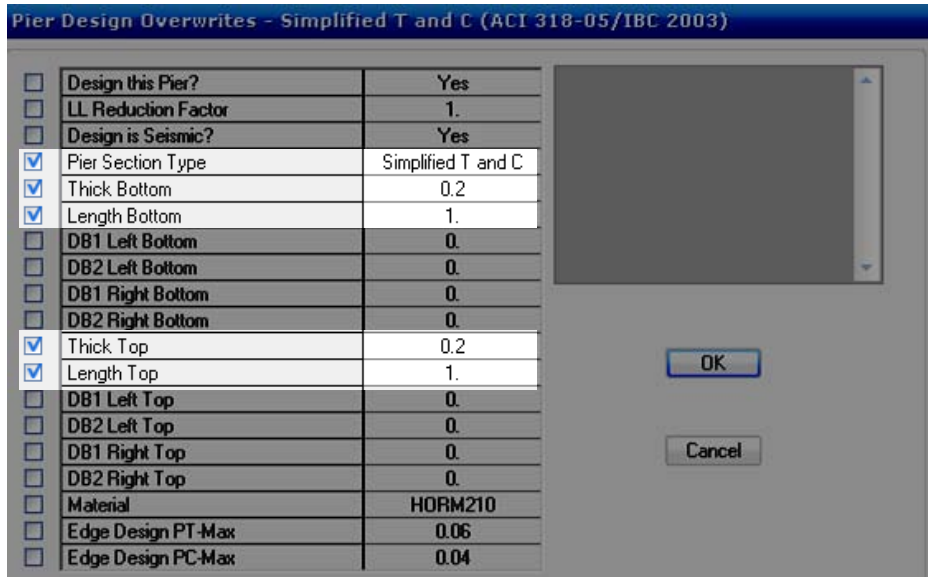 Pier Design Overwrites - Simplified T and C (ACI 318-05/IBC 2003)
Design this Pier? Yes
LL Reduction Factor 1.
Design is Seismic? Yes
Pier Section Type Simplified T and C
Thick Bottom 0.2
Length Bottom 1.
DB1 Left Bottom 0.
DB2 Left Bottom 0.
DB1 Right Bottom 0.
DB2 Right Bottom 0.
Thick Top 0.2
Length Top 1.
DB1 Left Top 0.
DB2 Left Top 0.
DB1 Right Top 0.
DB2 Right Top 0.
Material HORM210
Edge Design PT-Max 0.06
Edge Design PC-Max 0.04
OK
Cancel